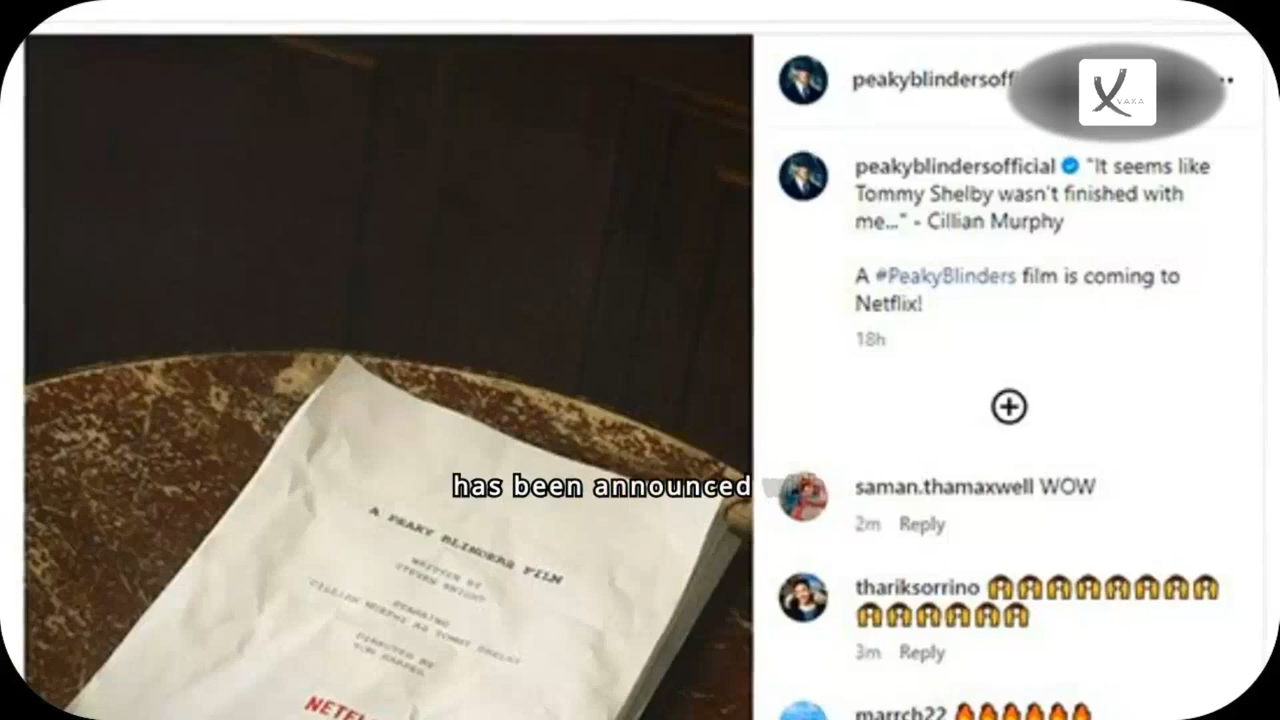 peakyblindersoff
VAXA
peakyblindersofficial "It seems like
Tommy Shelby wasn't finished with
me..." - Cillian Murphy
A #PeakyBlinders film is coming to
Netflix!
18h
has been announced
saman.thamaxwell WOW
2m Reply
thariksorrino
3m Reply
marrch22
A PEAKY BLINDERS FILM
WRITTEN BY
STEVEN KNIGHT
STARRING
CILLIAN MURPHY AS TOMMY SHELBY
DIRECTED BY
TOM HARPER